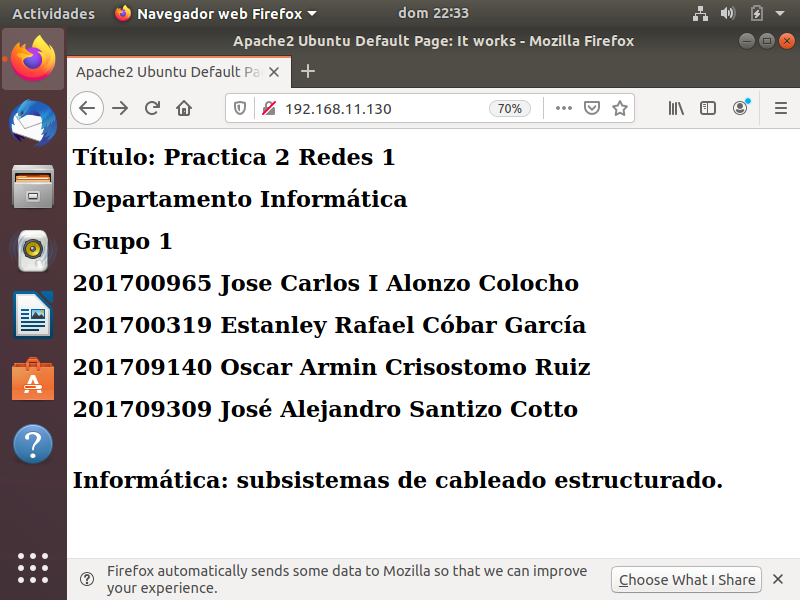 Actividades
Navegador web Firefox
dom 22:33
Apache2 Ubuntu Default Page: It works - Mozilla Firefox
Apache2 Ubuntu Default Pa
192.168.11.130
70%
Título: Practica 2 Redes 1
Departamento Informática
Grupo 1
201700965 Jose Carlos I Alonzo Colocho
201700319 Estanley Rafael Cóbar García
201709140 Oscar Armin Crisostomo Ruiz
201709309 José Alejandro Santizo Cotto
Informática: subsistemas de cableado estructurado.
Firefox automatically sends some data to Mozilla so that we can improve
your experience.
Choose What I Share